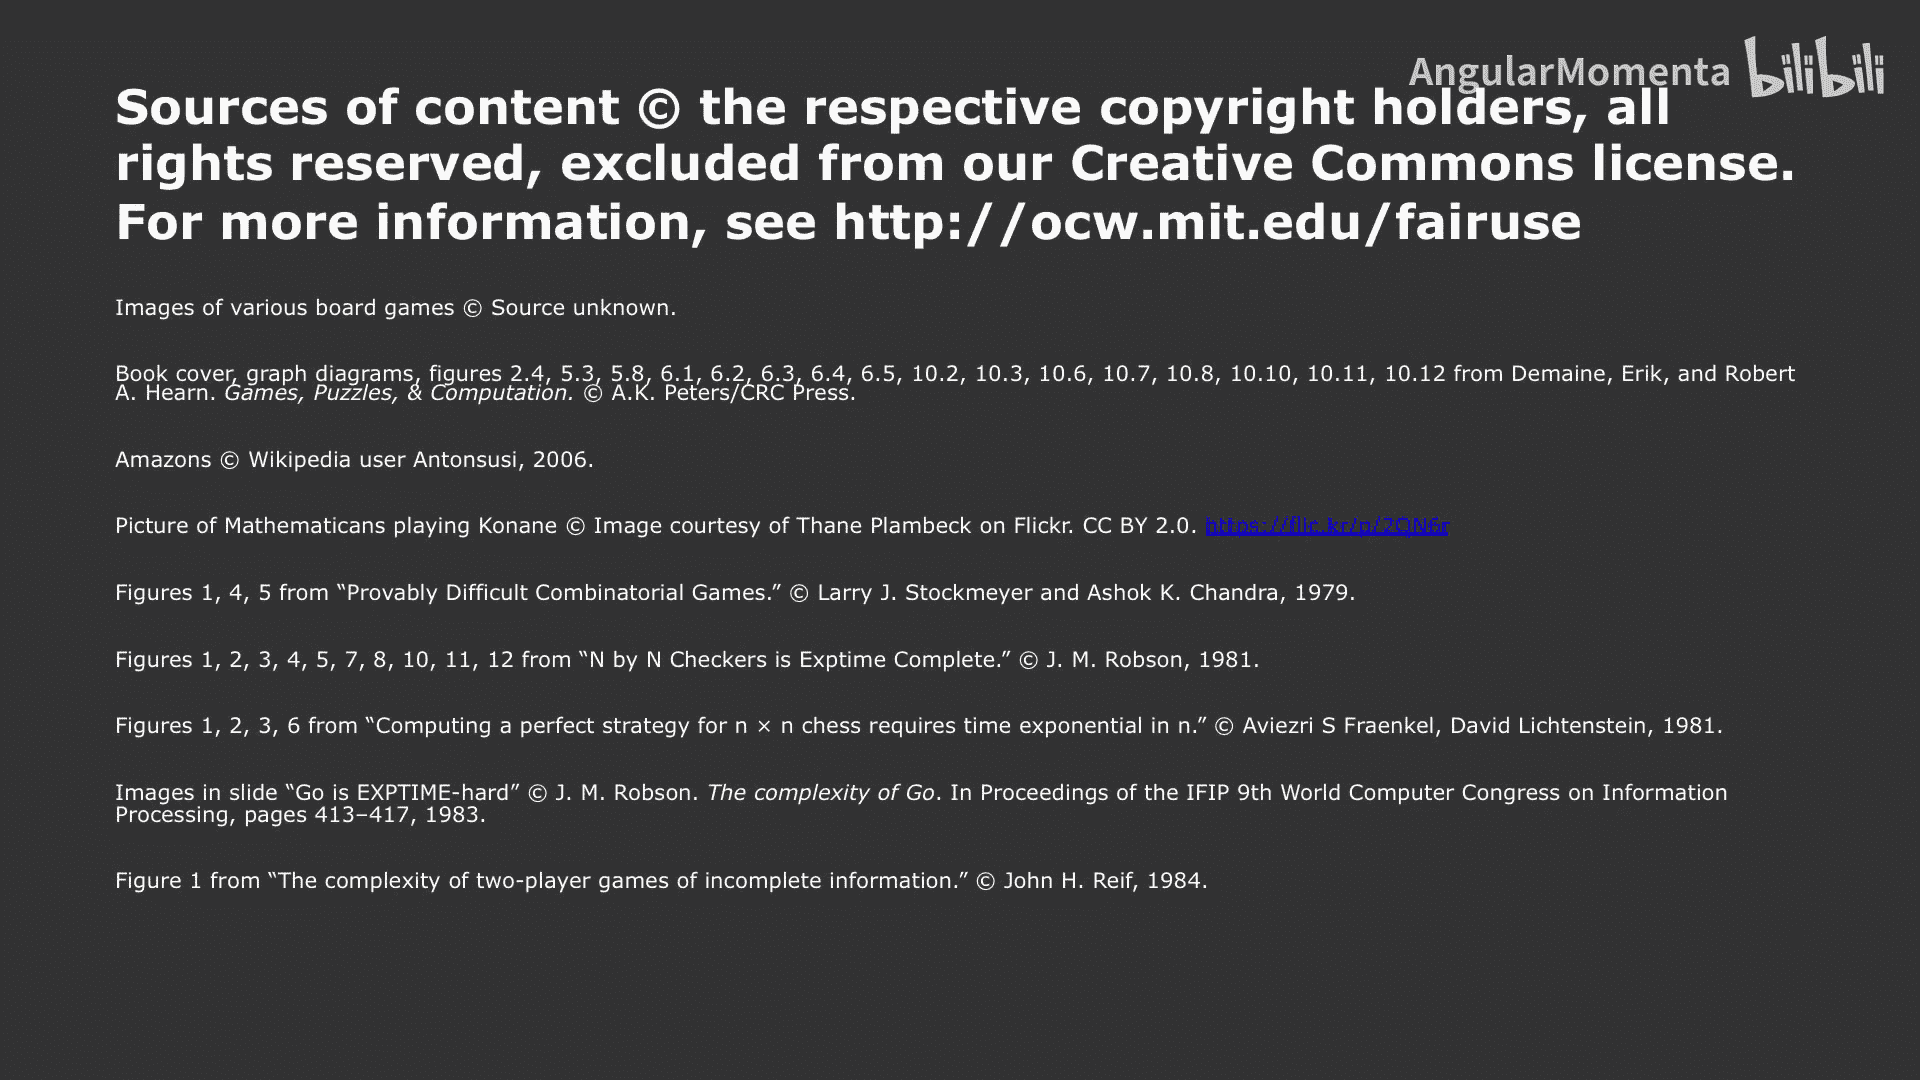 AngularMomenta bilibili
Sources of content © the respective copyright holders, all
rights reserved, excluded from our Creative Commons license.
For more information, see http://ocw.mit.edu/fairuse
Images of various board games © Source unknown.
Book cover, graph diagrams, figures 2.4, 5.3, 5.8, 6.1, 6.2, 6.3, 6.4, 6.5, 10.2, 10.3, 10.6, 10.7, 10.8, 10.10, 10.11, 10.12 from Demaine, Erik, and Robert
A. Hearn. Games, Puzzles, & Computation. © A.K. Peters/CRC Press.
Amazons © Wikipedia user Antonsusi, 2006.
Picture of Mathematicans playing Konane © Image courtesy of Thane Plambeck on Flickr. CC BY 2.0. https://flic.kr/p/2QN6r
Figures 1, 4, 5 from “Provably Difficult Combinatorial Games.” © Larry J. Stockmeyer and Ashok K. Chandra, 1979.
Figures 1, 2, 3, 4, 5, 7, 8, 10, 11, 12 from “N by N Checkers is Exptime Complete.” © J. M. Robson, 1981.
Figures 1, 2, 3, 6 from “Computing a perfect strategy for n × n chess requires time exponential in n.” © Aviezri S Fraenkel, David Lichtenstein, 1981.
Images in slide “Go is EXPTIME-hard” © J. M. Robson. The complexity of Go. In Proceedings of the IFIP 9th World Computer Congress on Information
Processing, pages 413–417, 1983.
Figure 1 from “The complexity of two-player games of incomplete information.” © John H. Reif, 1984.